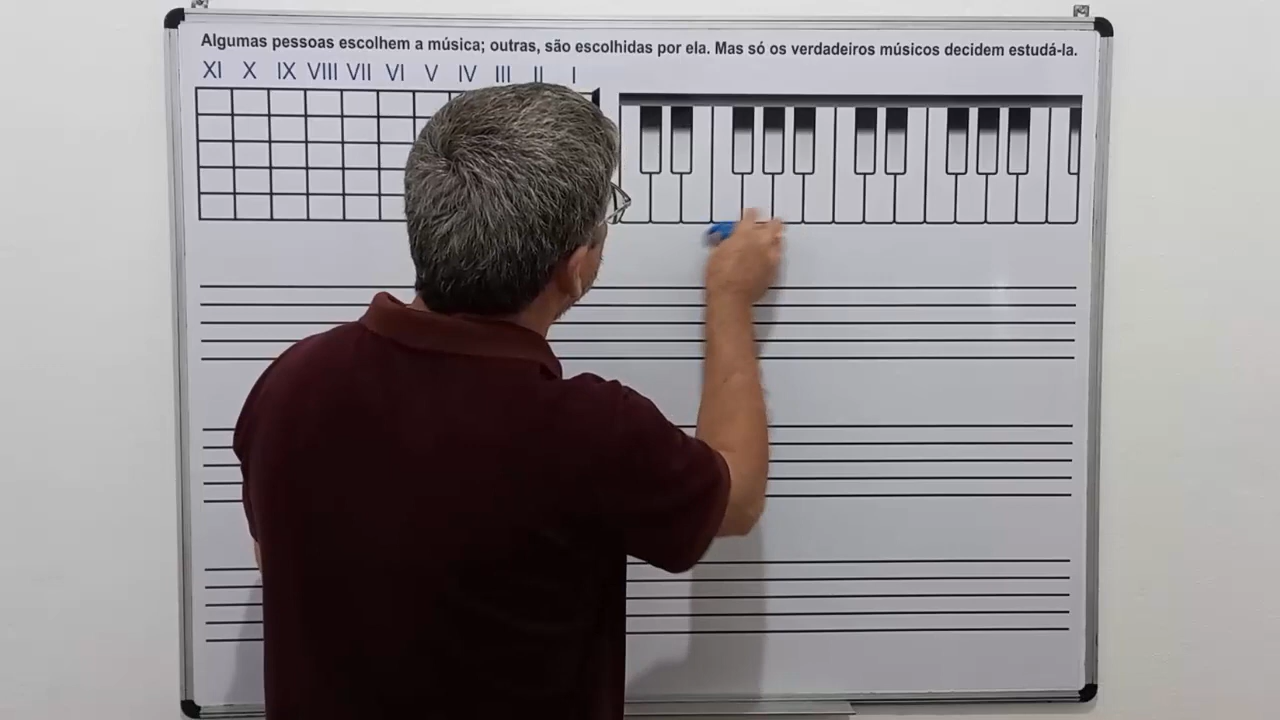 Algumas pessoas escolhem a música; outras, são escolhidas por ela. Mas só os verdadeiros músicos decidem estudá-la.
XI X IX VIII VII VI V IV III II I